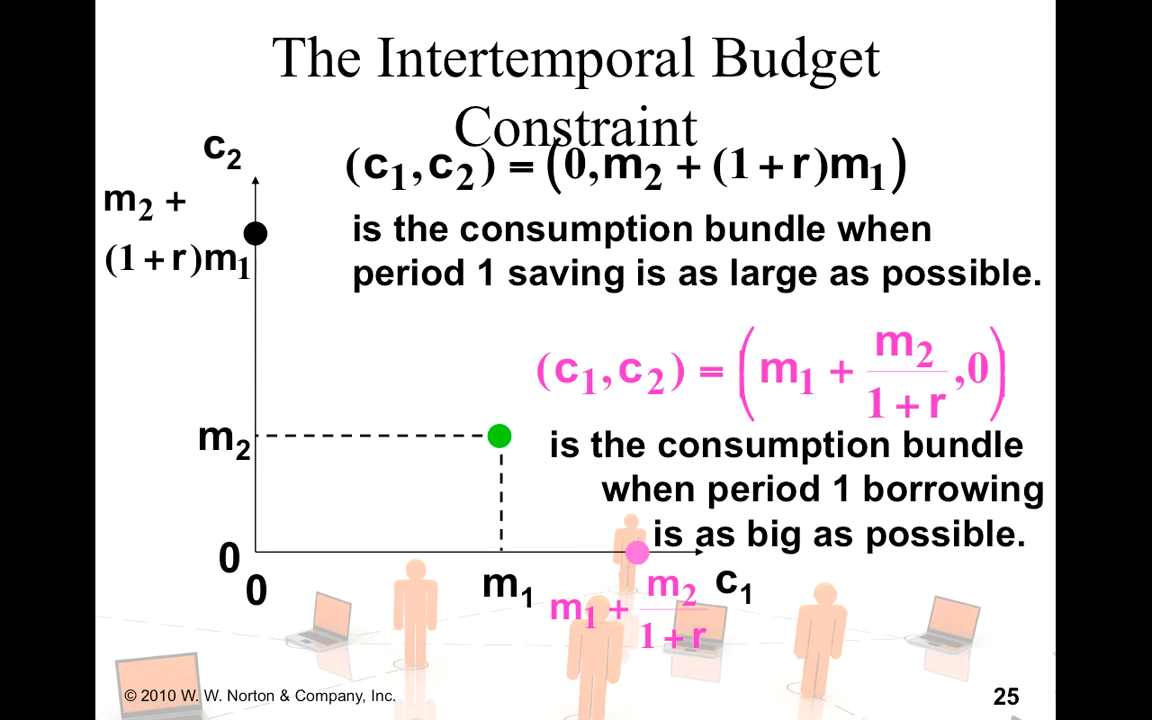 The Intertemporal Budget
Constraint
c₂
(c₁,c₂) = (0,m₂ + (1+r)m₁)
m₂ +
(1+r)m₁
is the consumption bundle when
period 1 saving is as large as possible.
(c₁,c₂) = (m₁ + m₂/1+r ,0)
m₂
is the consumption bundle
when period 1 borrowing
is as big as possible.
0
0
m₁
m₁ + m₂/1+r
c₁
© 2010 W. W. Norton & Company, Inc.
25